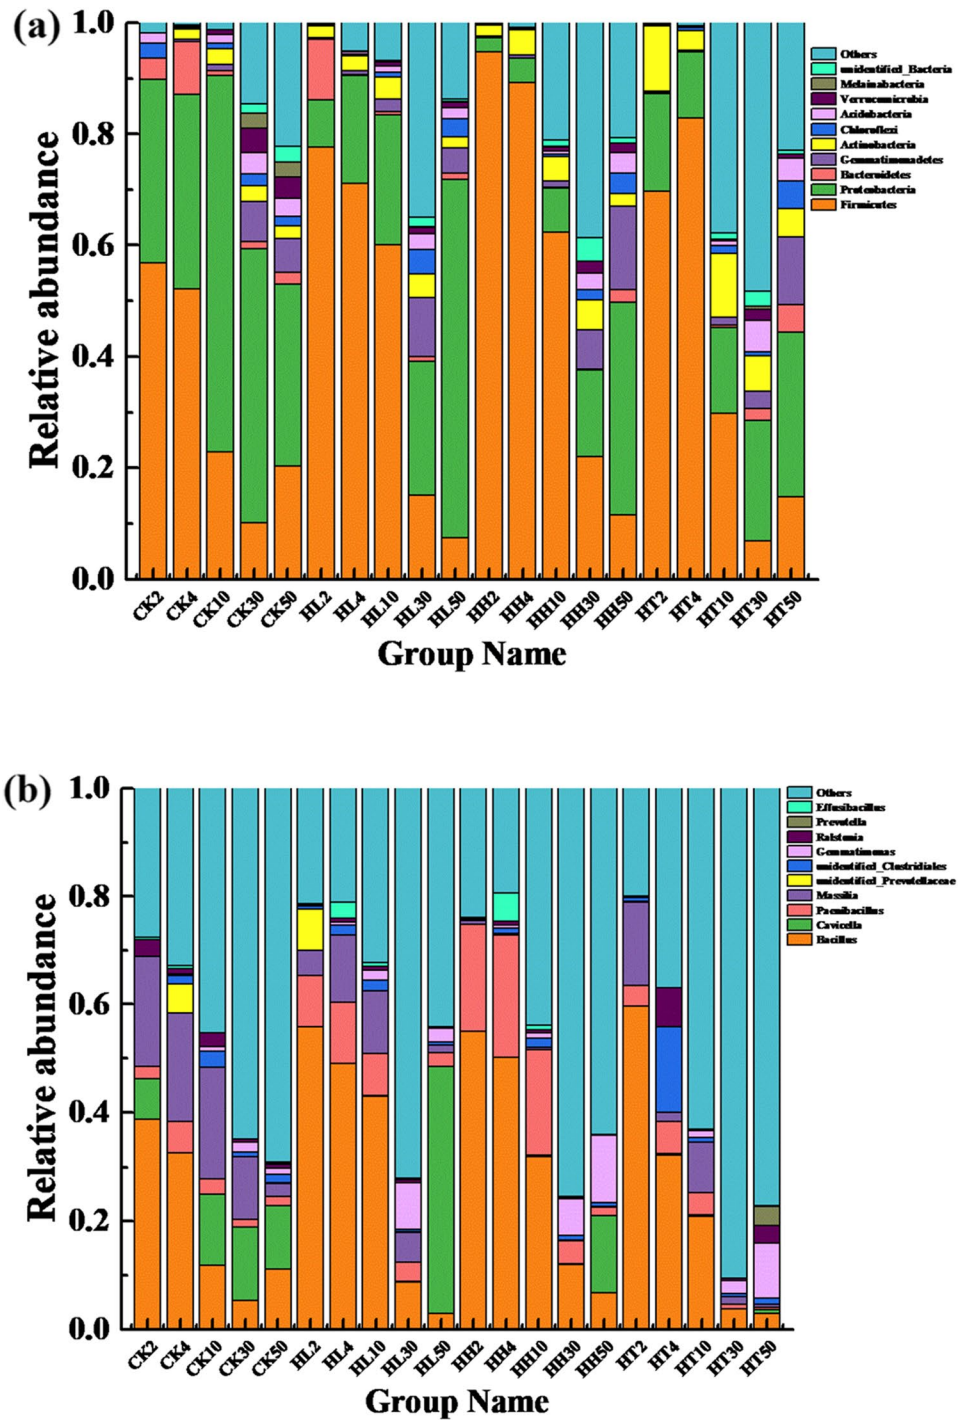 (a)
1.0
0.8
0.6
0.4
0.2
0.0
Relative abundance
Others
unidentified_Bacteria
Melainabacteria
Verrucomicrobia
Acidobacteria
Chloroflexi
Actinobacteria
Gemmatimonadetes
Bacteroidetes
Proteobacteria
Firmicutes
CK2 CK4 CK10 CK30 CK50 HL2 HL4 HL10 HL30 HL50 HH2 HH4 HH10 HH30 HH50 HT2 HT4 HT10 HT30 HT50
Group Name
(b)
1.0
0.8
0.6
0.4
0.2
0.0
Relative abundance
Others
Effusibacillus
Prevotella
Ralstonia
Gemmatimonas
unidentified_Clostridiales
unidentified_Prevotellaceae
Massilia
Paenibacillus
Cavicella
Bacillus
CK2 CK4 CK10 CK30 CK50 HL2 HL4 HL10 HL30 HL50 HH2 HH4 HH10 HH30 HH50 HT2 HT4 HT10 HT30 HT50
Group Name